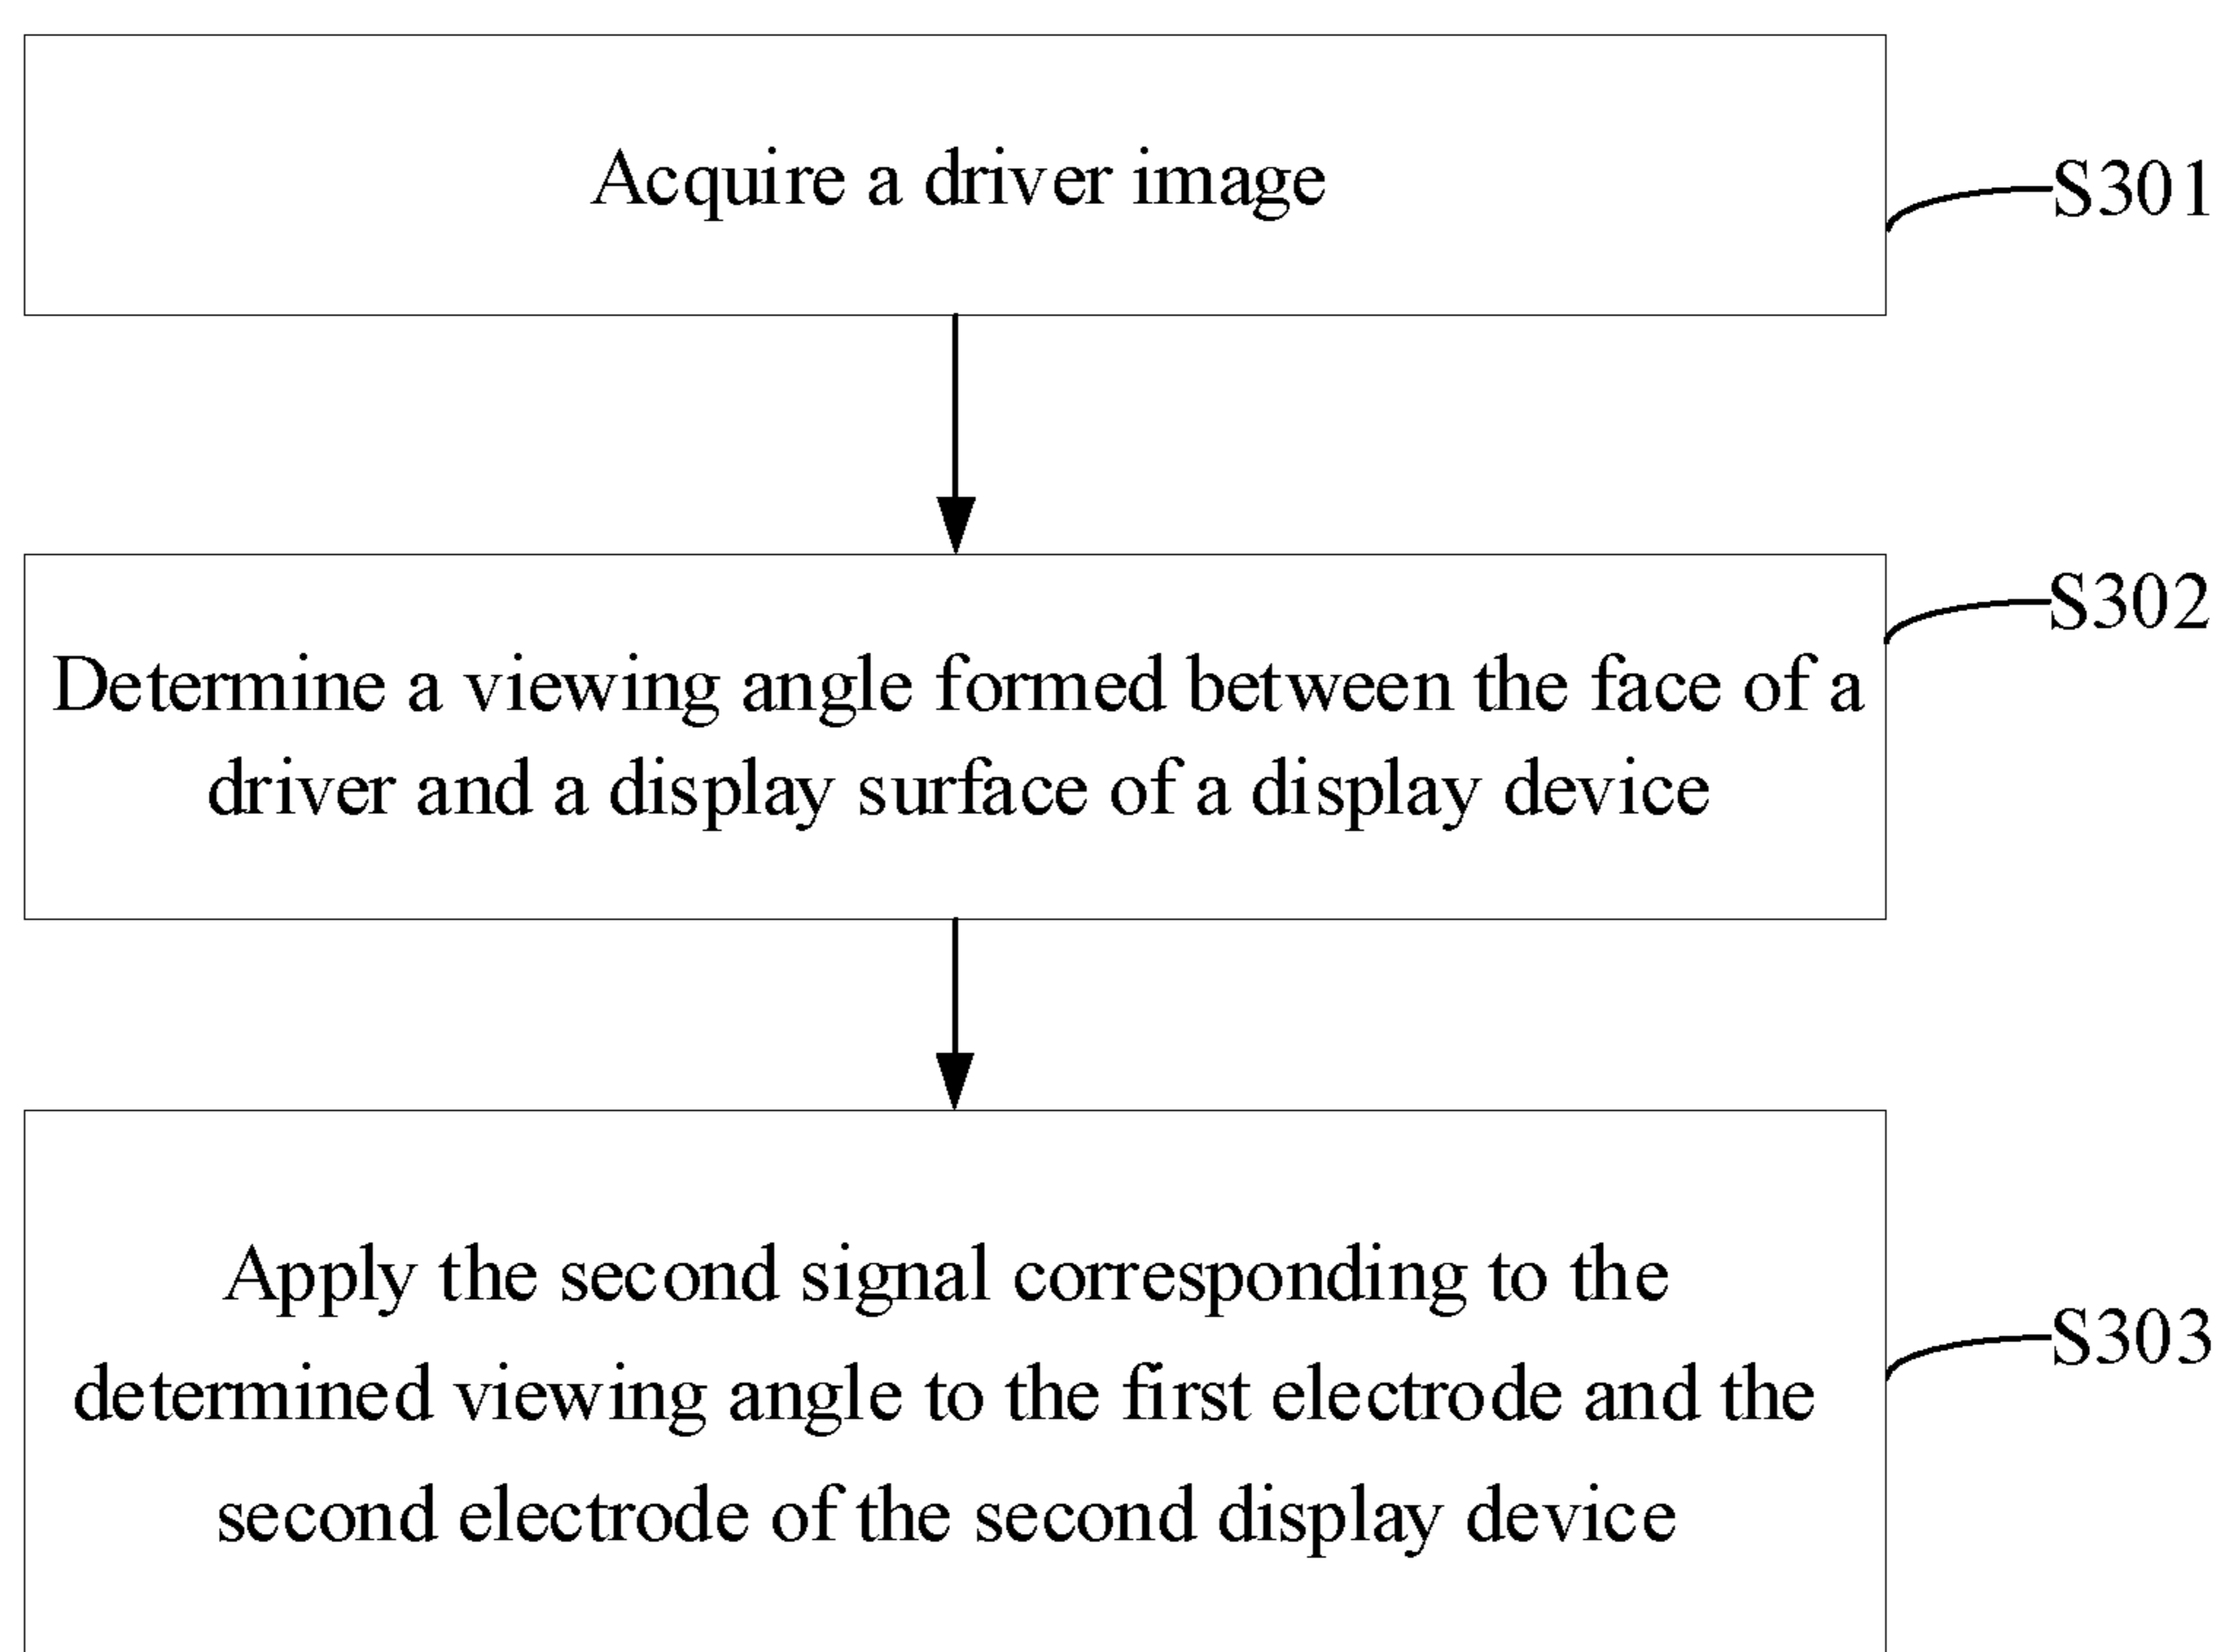 Acquire a driver image
S301
S302
Determine a viewing angle formed between the face of a
driver and a display surface of a display device
Apply the second signal corresponding to the
S303
determined viewing angle to the first electrode and the
second electrode of the second display device